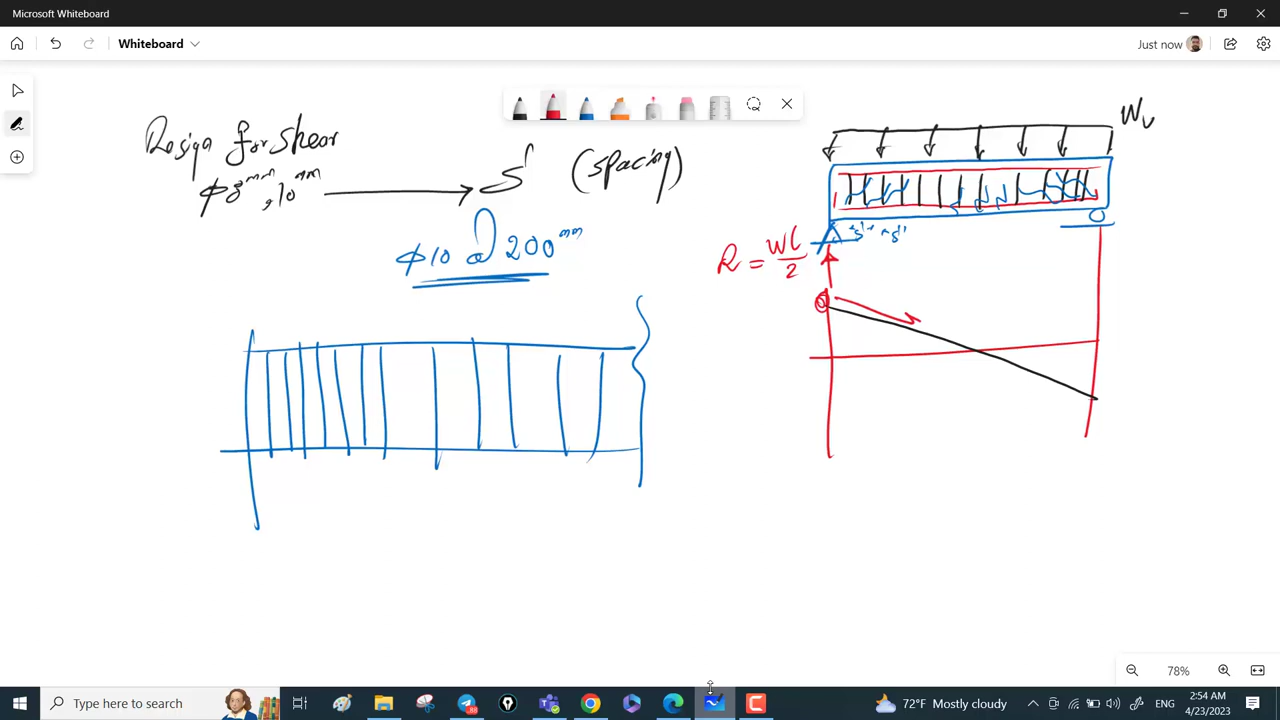 Microsoft Whiteboard
Whiteboard
Just now
Design for shear
ϕ8mm, 10mm → S (spacing)
ϕ10 @ 200mm
R = WL/2
78%
Type here to search
72°F Mostly cloudy
ENG
2:54 AM
4/23/2023